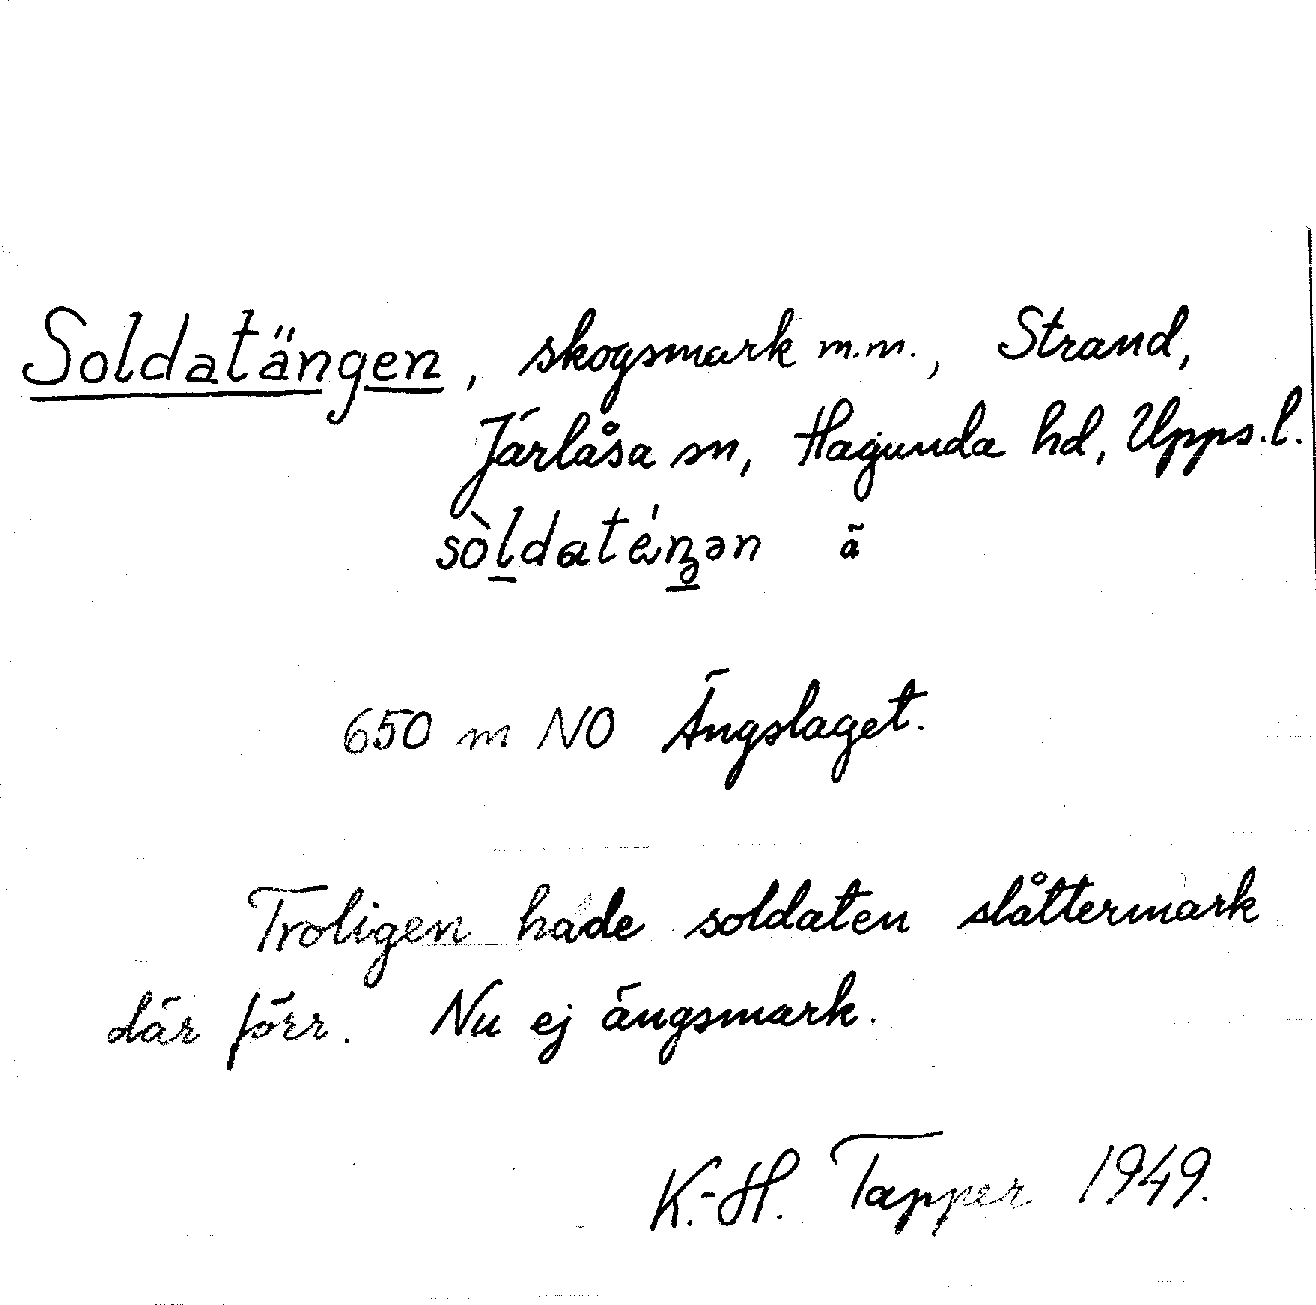 Soldatängen, skogsmark m.m., Strand,
Järlåsa sn, Hagunda hd, Upps.l.
sòldatéŋən ã
650 m NO Ängslaget.
Troligen hade soldaten slåttermark
där förr. Nu ej ängsmark.
K.-H. Tapper 1949.